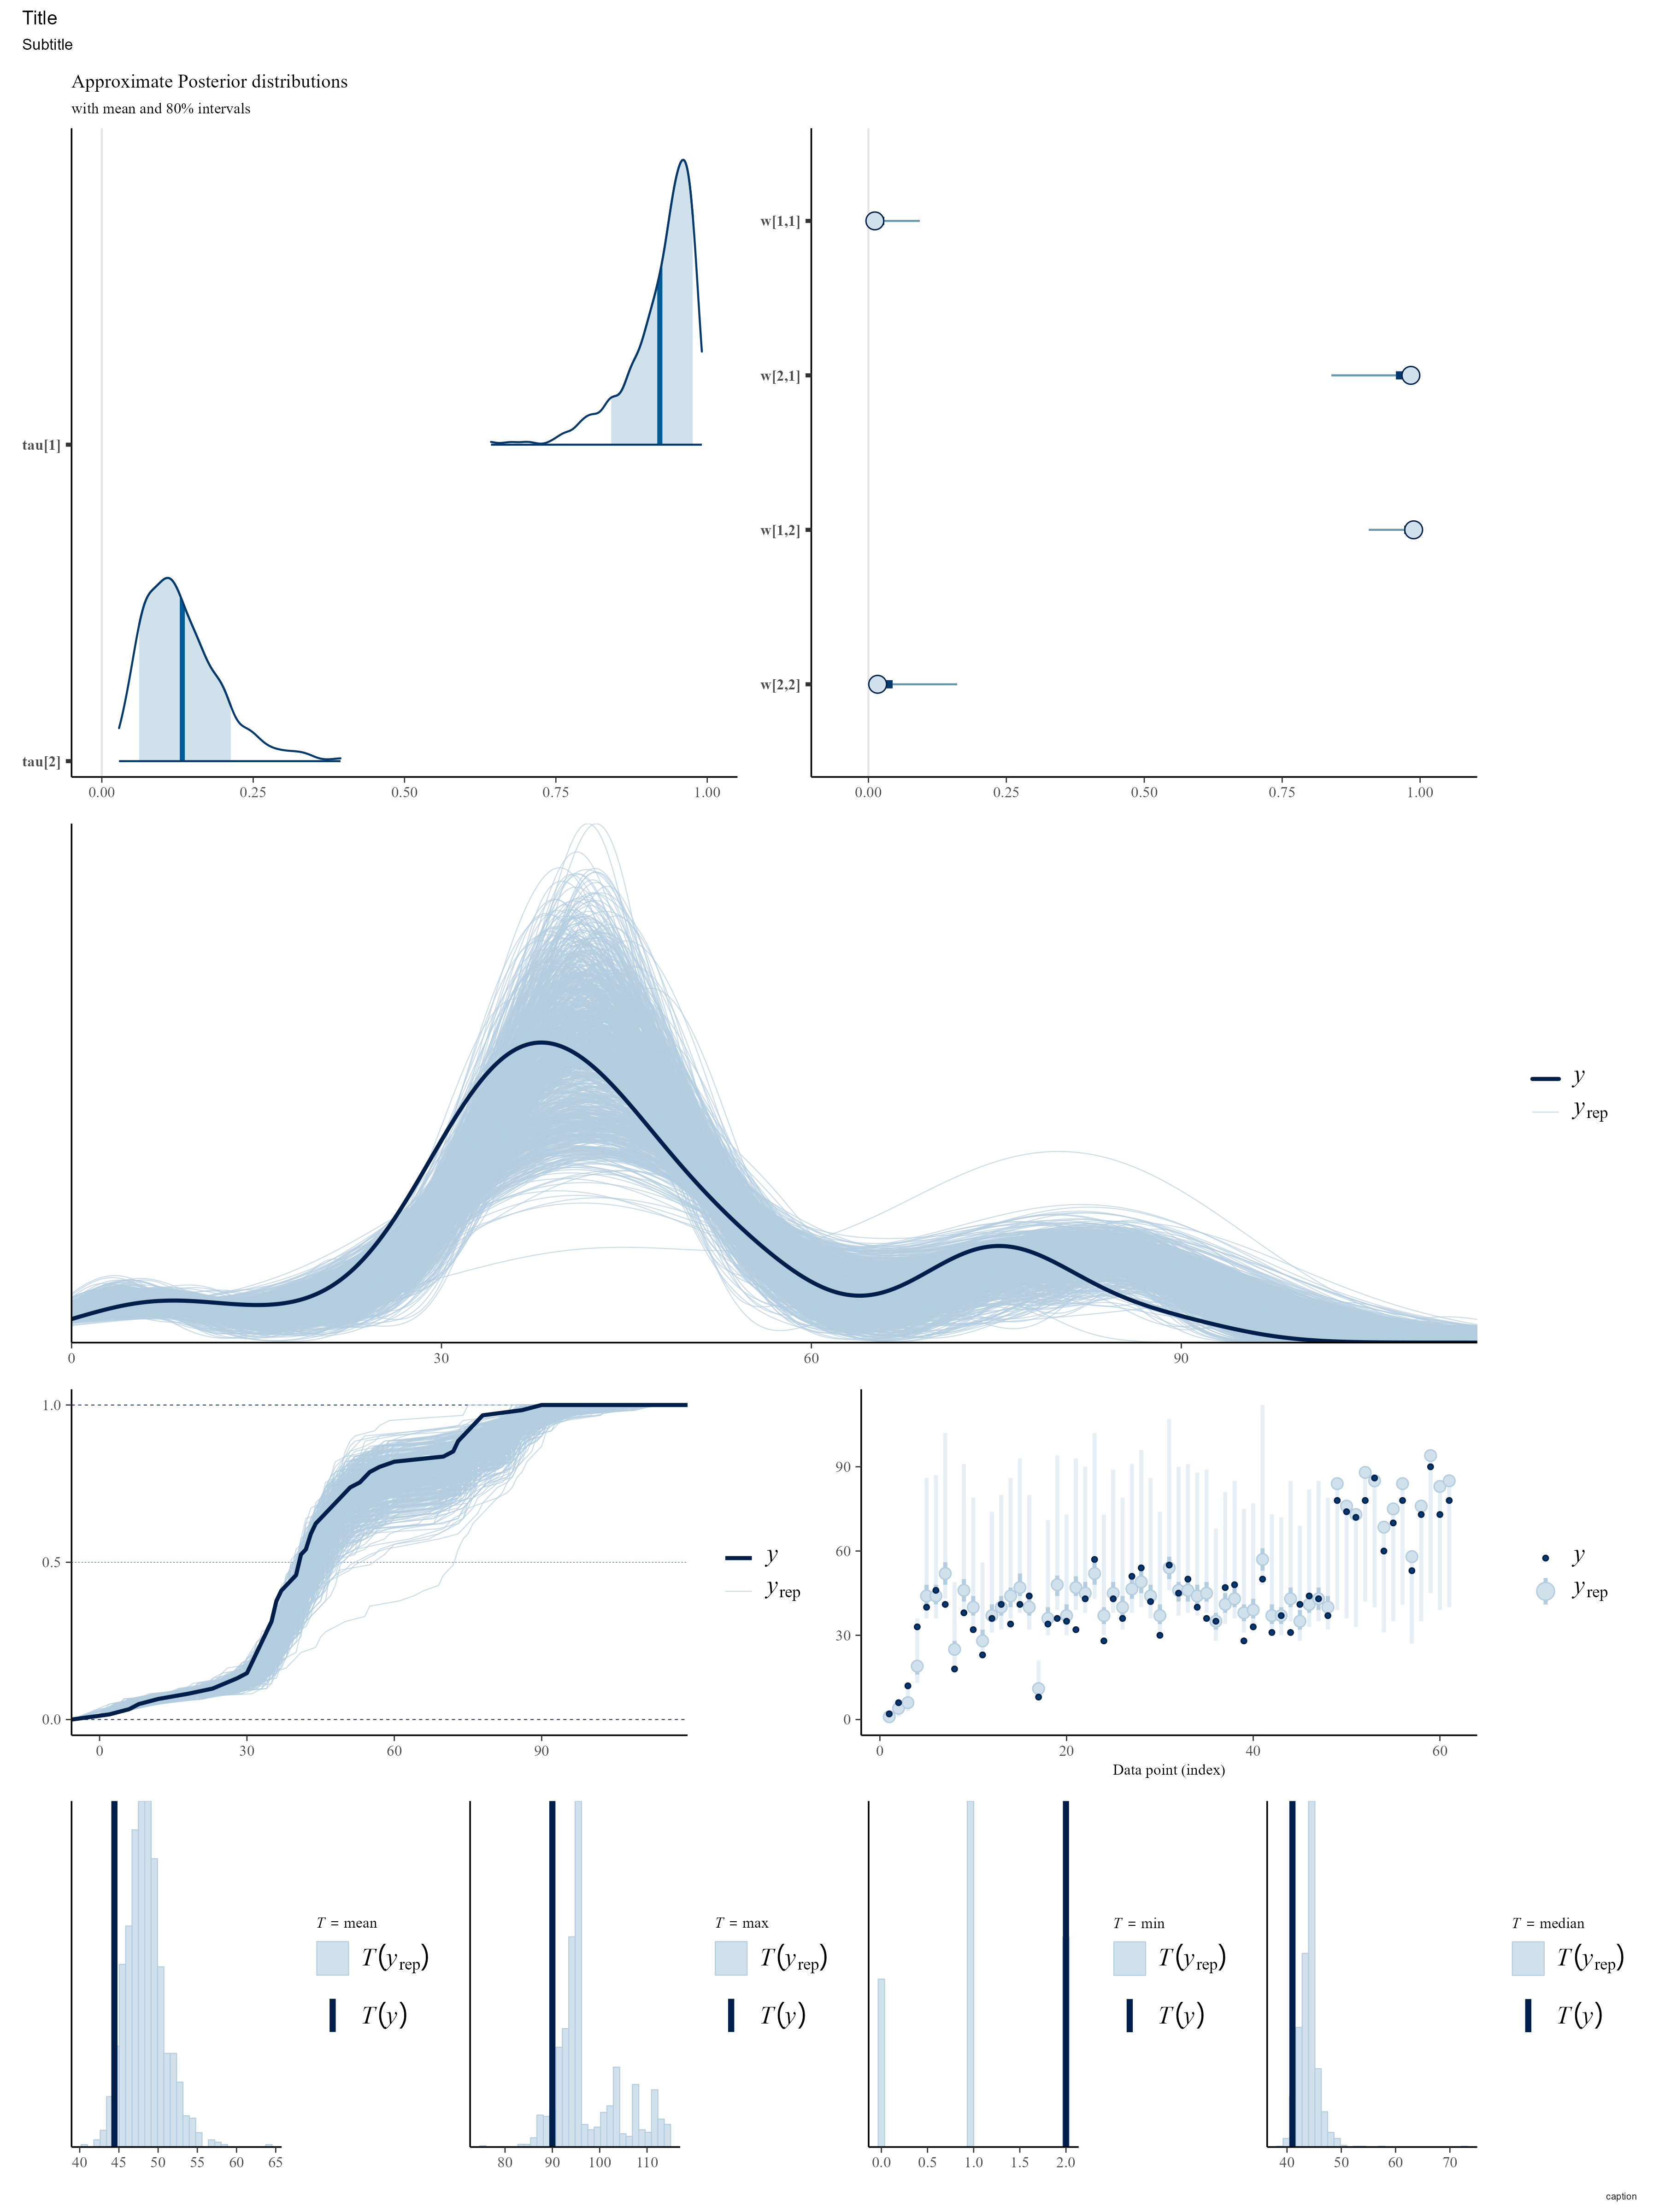 Title
Subtitle
Approximate Posterior distributions
with mean and 80% intervals
tau[1]
tau[2]
0.00 0.25 0.50 0.75 1.00
w[1,1]
w[2,1]
w[1,2]
w[2,2]
0.00 0.25 0.50 0.75 1.00
y
y rep
0 30 60 90
1.0
0.5
0.0
0 30 60 90
y
y rep
90
60
30
0
0 20 40 60
Data point (index)
y
y rep
T = mean
T(y rep)
T(y)
40 45 50 55 60 65
T = max
T(y rep)
T(y)
80 90 100 110
T = min
T(y rep)
T(y)
0.0 0.5 1.0 1.5 2.0
T = median
T(y rep)
T(y)
40 50 60 70
caption